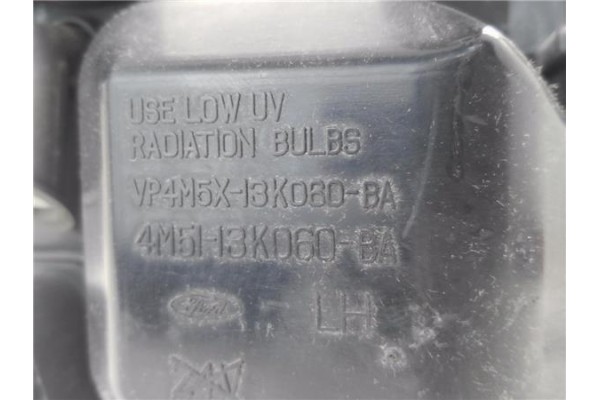 USE LOW UV
RADIATION BULBS
VP4M5X-13K060-BA
4M51-13K060-BA
Ford
LH